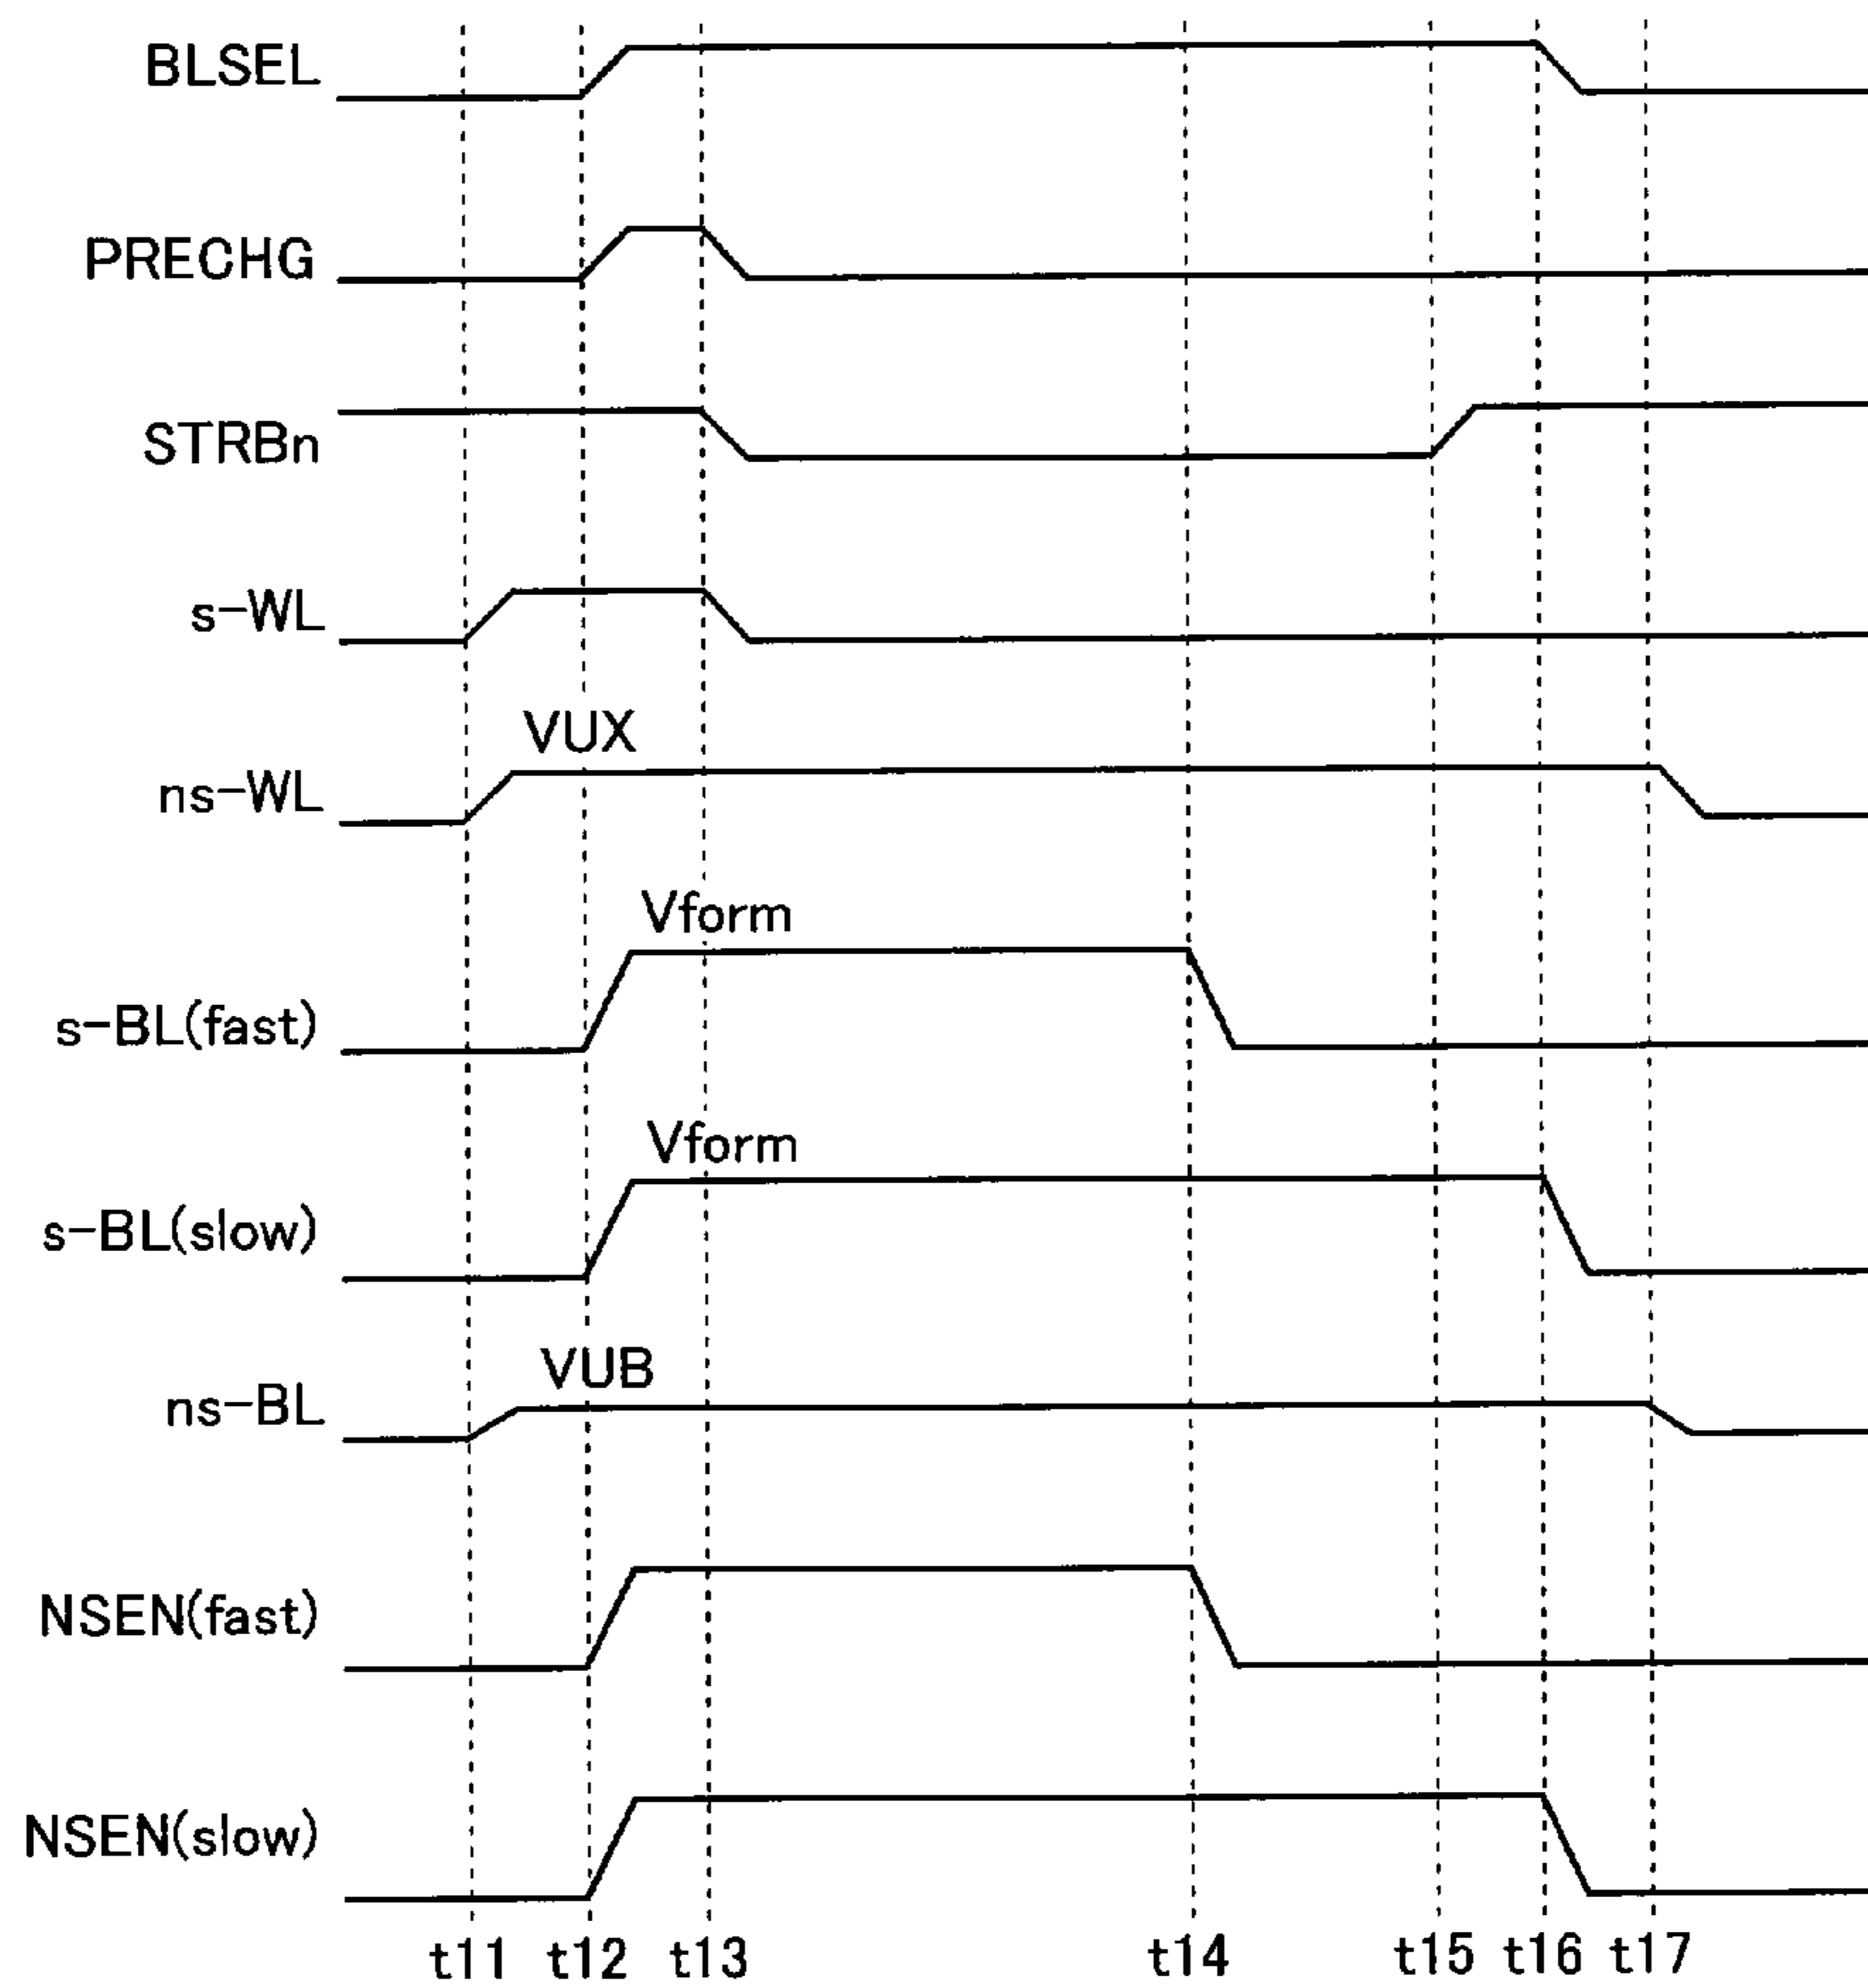 BLSEL
PRECHG
STRBn
s-WL
VUX
ns-WL
Vform
s-BL(fast)
Vform
s-BL(slow)
VUB
ns-BL
NSEN(fast)
NSEN(slow)
t11 t12 t13 t14 t15 t16 t17